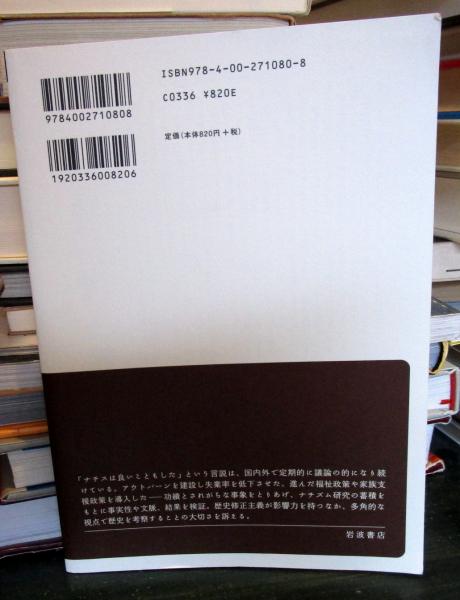 ISBN978-4-00-271080-8
C0336 ¥820E
定価(本体820円+税)
9784002710808
1920336008206
「ナチスは良いこともした」という言説は、国内外で定期的に議論の的になり続
けている。アウトバーンを建設し失業率を低下させた、進んだ福祉政策や家族支
援政策を導入した──功績とされがちな事象をとりあげ、ナチズム研究の蓄積を
もとに事実性や文脈、結果を検証。歴史修正主義が影響力を持つなか、多角的な
視点で歴史を考察することの大切さを訴える。
岩波書店